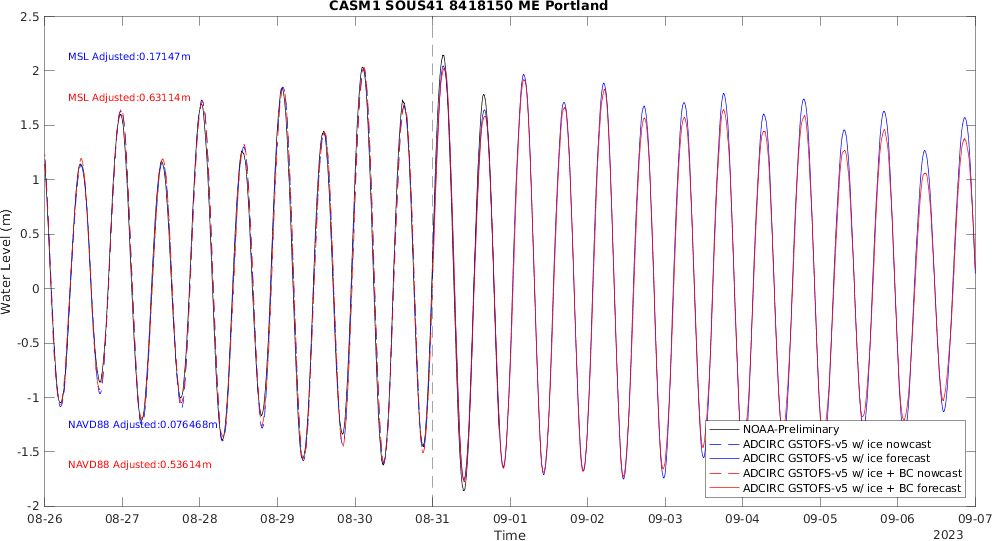 CASM1 SOUS41 8418150 ME Portland
2.5
2
1.5
1
0.5
0
-0.5
-1
-1.5
-2
Water Level (m)
MSL Adjusted:0.17147m
MSL Adjusted:0.63114m
NAVD88 Adjusted:0.076468m
NAVD88 Adjusted:0.53614m
NOAA-Preliminary
ADCIRC GSTOFS-v5 w/ ice nowcast
ADCIRC GSTOFS-v5 w/ ice forecast
ADCIRC GSTOFS-v5 w/ ice + BC nowcast
ADCIRC GSTOFS-v5 w/ ice + BC forecast
08-26 08-27 08-28 08-29 08-30 08-31 09-01 09-02 09-03 09-04 09-05 09-06 09-07
Time
2023